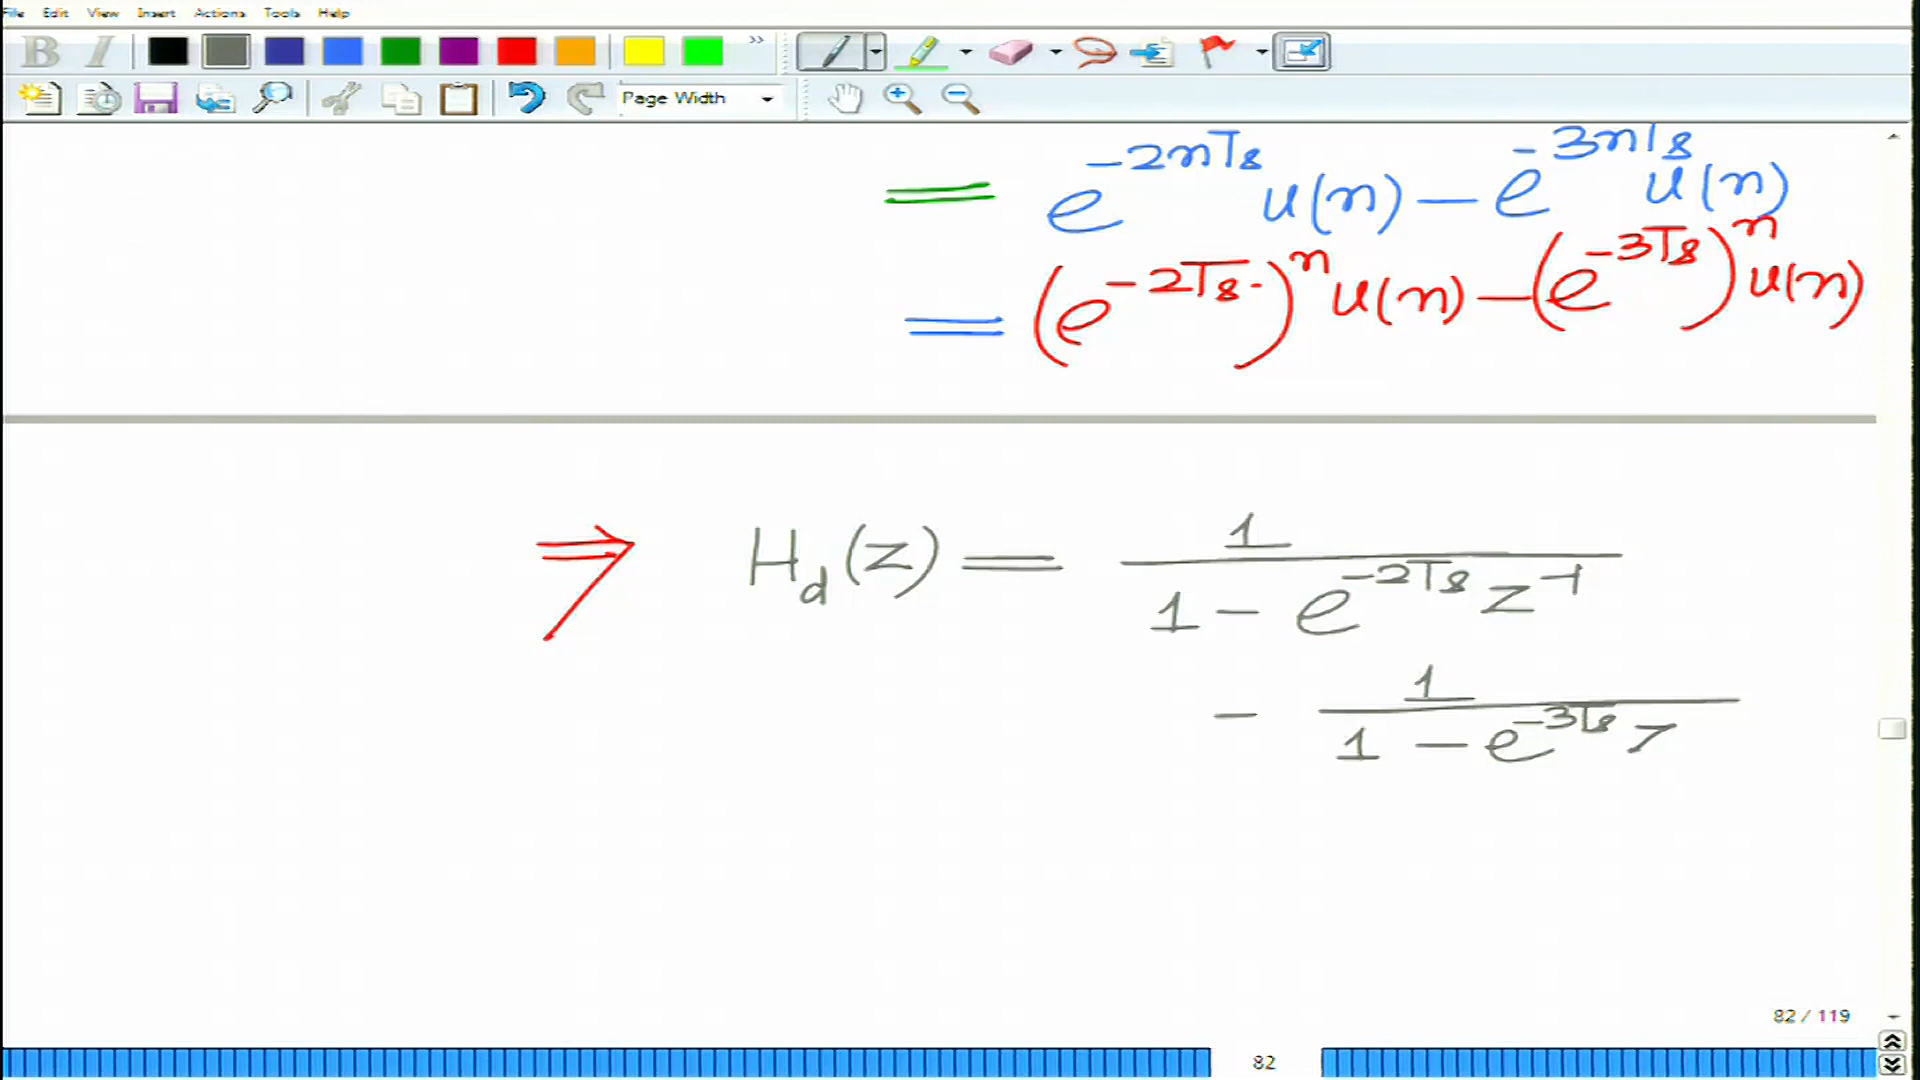 File Edit View Insert Actions Tools Help
B I
Page Width
= e^{-2nTs} u(n) - e^{-3nTs} u(n)
= (e^{-2Ts})^n u(n) - (e^{-3Ts})^n u(n)
⇒ H_d(z) = 1 / (1 - e^{-2Ts} z^{-1})
- 1 / (1 - e^{-3Ts} z
82 / 119
82